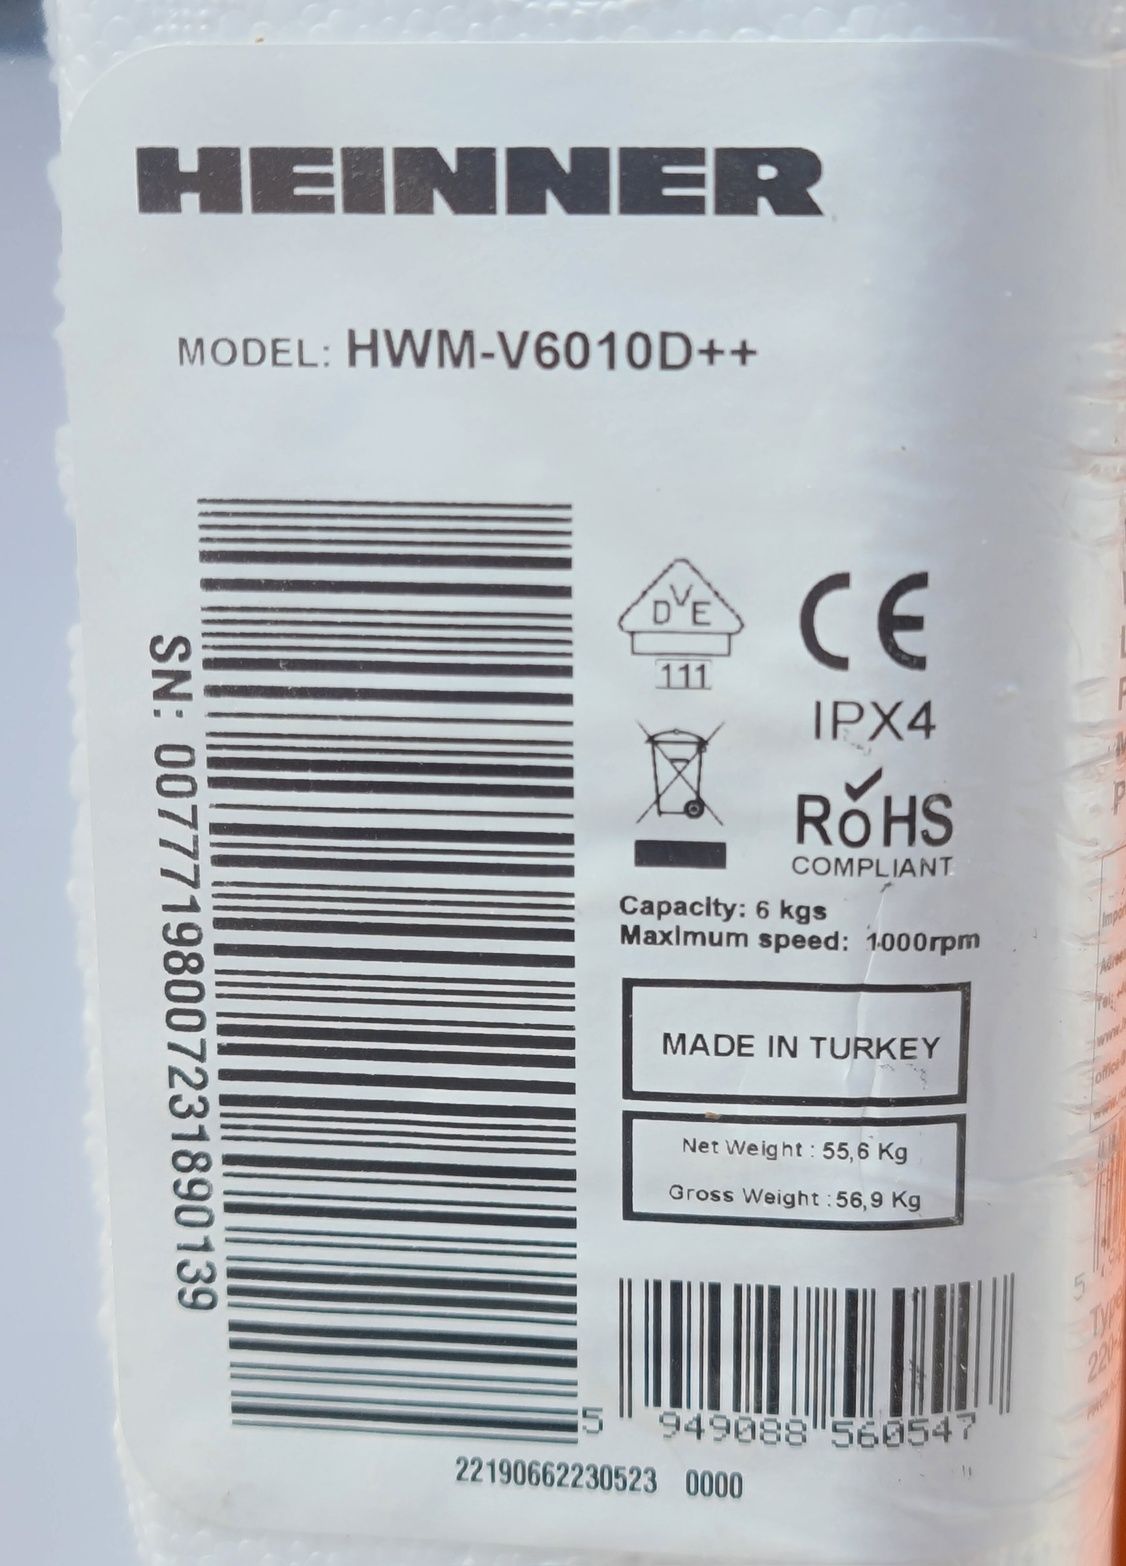 HEINNER
MODEL: HWM-V6010D++
SN: 00777198007231890139
DVE
111
CE
IPX4
RoHS
COMPLIANT
Capacity: 6 kgs
Maximum speed: 1000rpm
MADE IN TURKEY
Net Weight : 55,6 Kg
Gross Weight : 56,9 Kg
5 949088 560547
22190662230523 0000